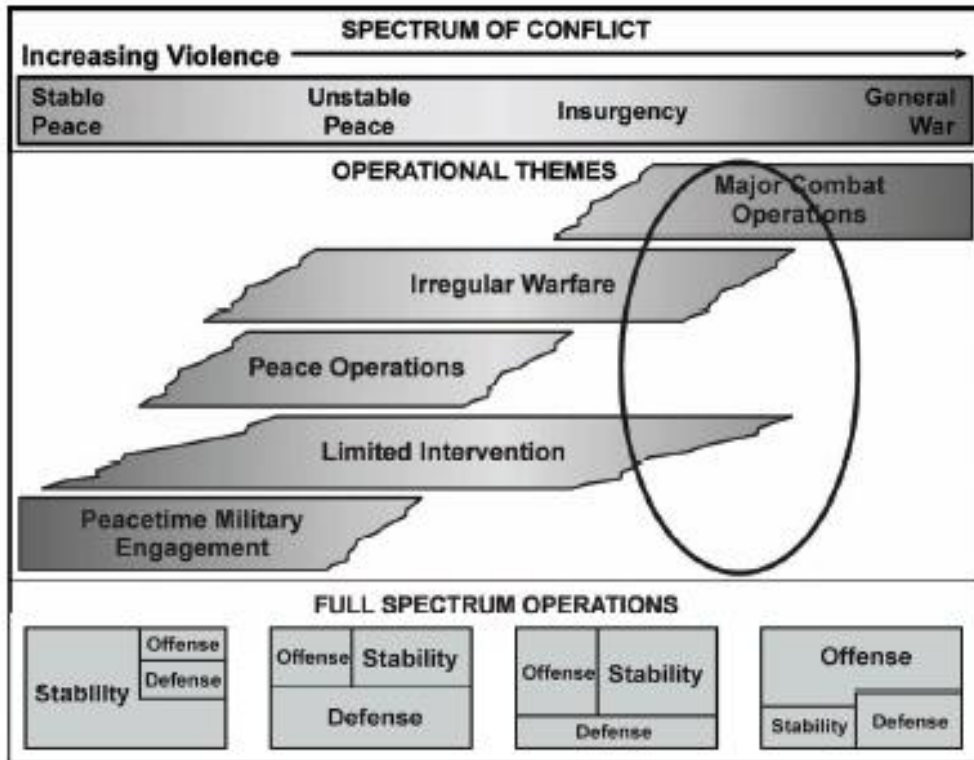 SPECTRUM OF CONFLICT
Increasing Violence
Stable
Peace
Unstable
Peace
Insurgency
General
War
OPERATIONAL THEMES
Major Combat
Operations
Irregular Warfare
Peace Operations
Limited Intervention
Peacetime Military
Engagement
FULL SPECTRUM OPERATIONS
Stability
Offense
Defense
Offense
Stability
Defense
Offense
Stability
Defense
Offense
Stability
Defense